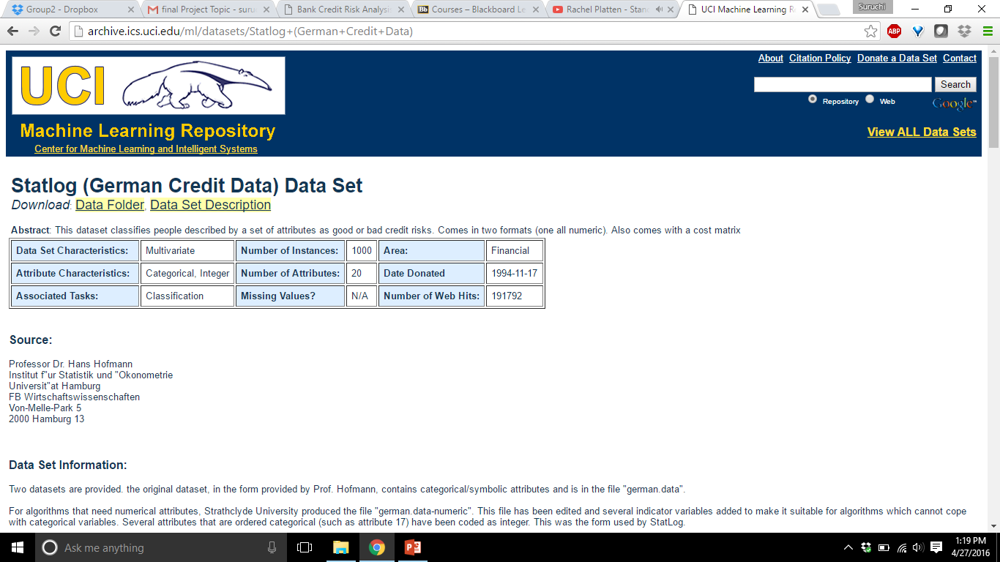 Group2 - Dropbox
final Project Topic - suru
Bank Credit Risk Analysi
Bb Courses – Blackboard Le
Rachel Platten - Stand
UCI Machine Learning R
Suruchi
archive.ics.uci.edu/ml/datasets/Statlog+(German+Credit+Data)
ABP
About Citation Policy Donate a Data Set Contact
UCI
Search
Repository Web Google™
Machine Learning Repository
View ALL Data Sets
Center for Machine Learning and Intelligent Systems
Statlog (German Credit Data) Data Set
Download: Data Folder, Data Set Description
Abstract: This dataset classifies people described by a set of attributes as good or bad credit risks. Comes in two formats (one all numeric). Also comes with a cost matrix
Data Set Characteristics: Multivariate Number of Instances: 1000 Area: Financial
Attribute Characteristics: Categorical, Integer Number of Attributes: 20 Date Donated 1994-11-17
Associated Tasks: Classification Missing Values? N/A Number of Web Hits: 191792
Source:
Professor Dr. Hans Hofmann
Institut f"ur Statistik und "Okonometrie
Universit"at Hamburg
FB Wirtschaftswissenschaften
Von-Melle-Park 5
2000 Hamburg 13
Data Set Information:
Two datasets are provided. the original dataset, in the form provided by Prof. Hofmann, contains categorical/symbolic attributes and is in the file "german.data".
For algorithms that need numerical attributes, Strathclyde University produced the file "german.data-numeric". This file has been edited and several indicator variables added to make it suitable for algorithms which cannot cope
with categorical variables. Several attributes that are ordered categorical (such as attribute 17) have been coded as integer. This was the form used by StatLog.
Ask me anything
1:19 PM
4/27/2016